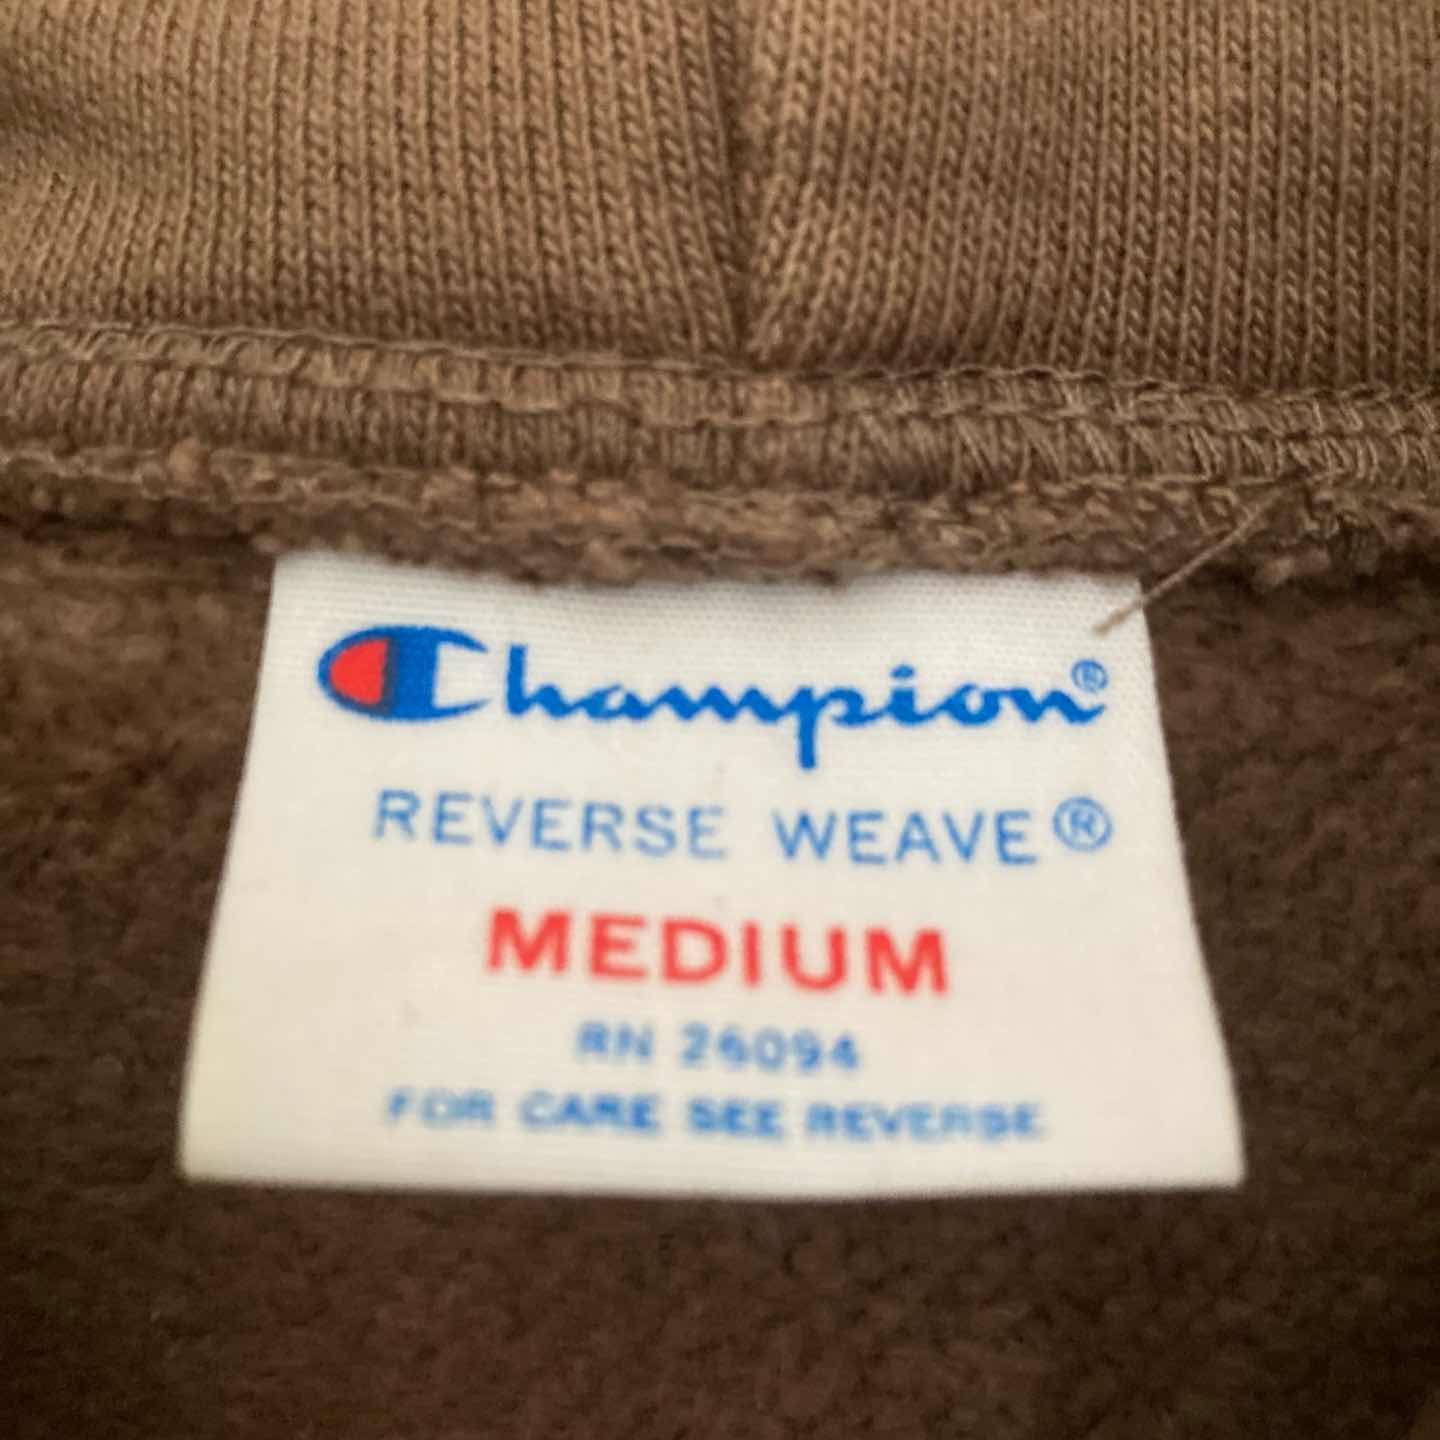 Champion®
REVERSE WEAVE®
MEDIUM
RN 26094
FOR CARE SEE REVERSE